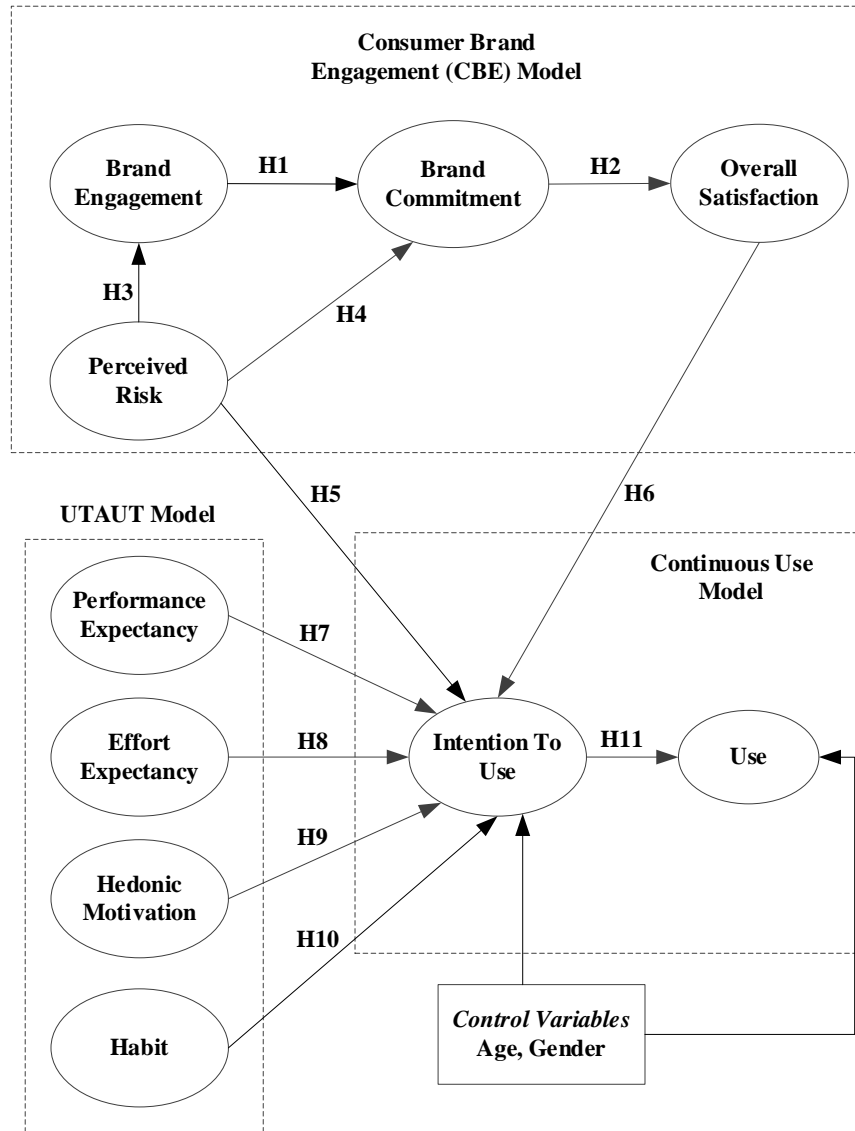 Consumer Brand
Engagement (CBE) Model
Brand
Engagement
H1
Brand
Commitment
H2
Overall
Satisfaction
H3
H4
Perceived
Risk
H5
H6
UTAUT Model
Continuous Use
Model
Performance
Expectancy
H7
Effort
Expectancy
H8
Intention To
Use
H11
Use
Hedonic
Motivation
H9
H10
Habit
Control Variables
Age, Gender